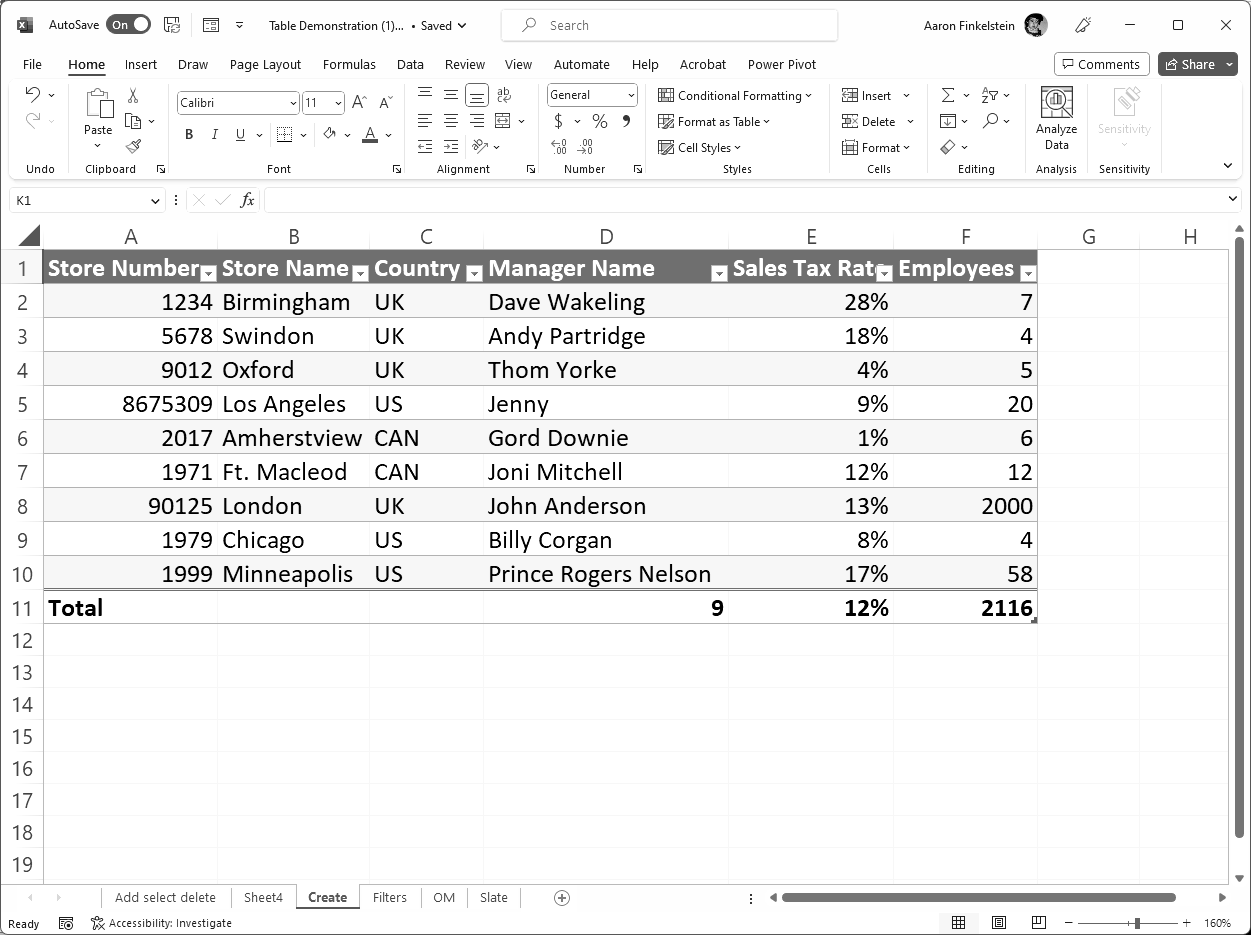 AutoSave On Table Demonstration (1)... • Saved Search Aaron Finkelstein
File Home Insert Draw Page Layout Formulas Data Review View Automate Help Acrobat Power Pivot Comments Share
Calibri 11 General Conditional Formatting Insert
Paste B I U A $ % Format as Table Delete Analyze Data Sensitivity
Cell Styles Format
Undo Clipboard Font Alignment Number Styles Cells Editing Analysis Sensitivity
K1 fx
A B C D E F G H
1 Store Number Store Name Country Manager Name Sales Tax Rate Employees
2 1234 Birmingham UK Dave Wakeling 28% 7
3 5678 Swindon UK Andy Partridge 18% 4
4 9012 Oxford UK Thom Yorke 4% 5
5 8675309 Los Angeles US Jenny 9% 20
6 2017 Amherstview CAN Gord Downie 1% 6
7 1971 Ft. Macleod CAN Joni Mitchell 12% 12
8 90125 London UK John Anderson 13% 2000
9 1979 Chicago US Billy Corgan 8% 4
10 1999 Minneapolis US Prince Rogers Nelson 17% 58
11 Total 9 12% 2116
12
13
14
15
16
17
18
19
Add select delete Sheet4 Create Filters OM Slate
Ready Accessibility: Investigate 160%